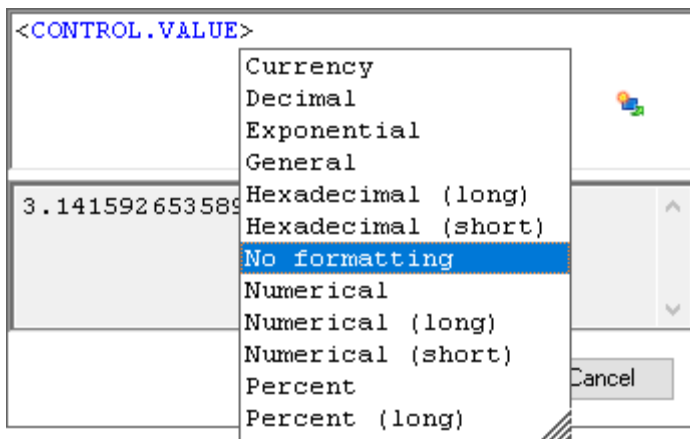 <CONTROL.VALUE>
Currency
Decimal
Exponential
General
Hexadecimal (long)
3.14159265358
Hexadecimal (short)
No formatting
Numerical
Numerical (long)
Numerical (short)
Percent
Cancel
Percent (long)